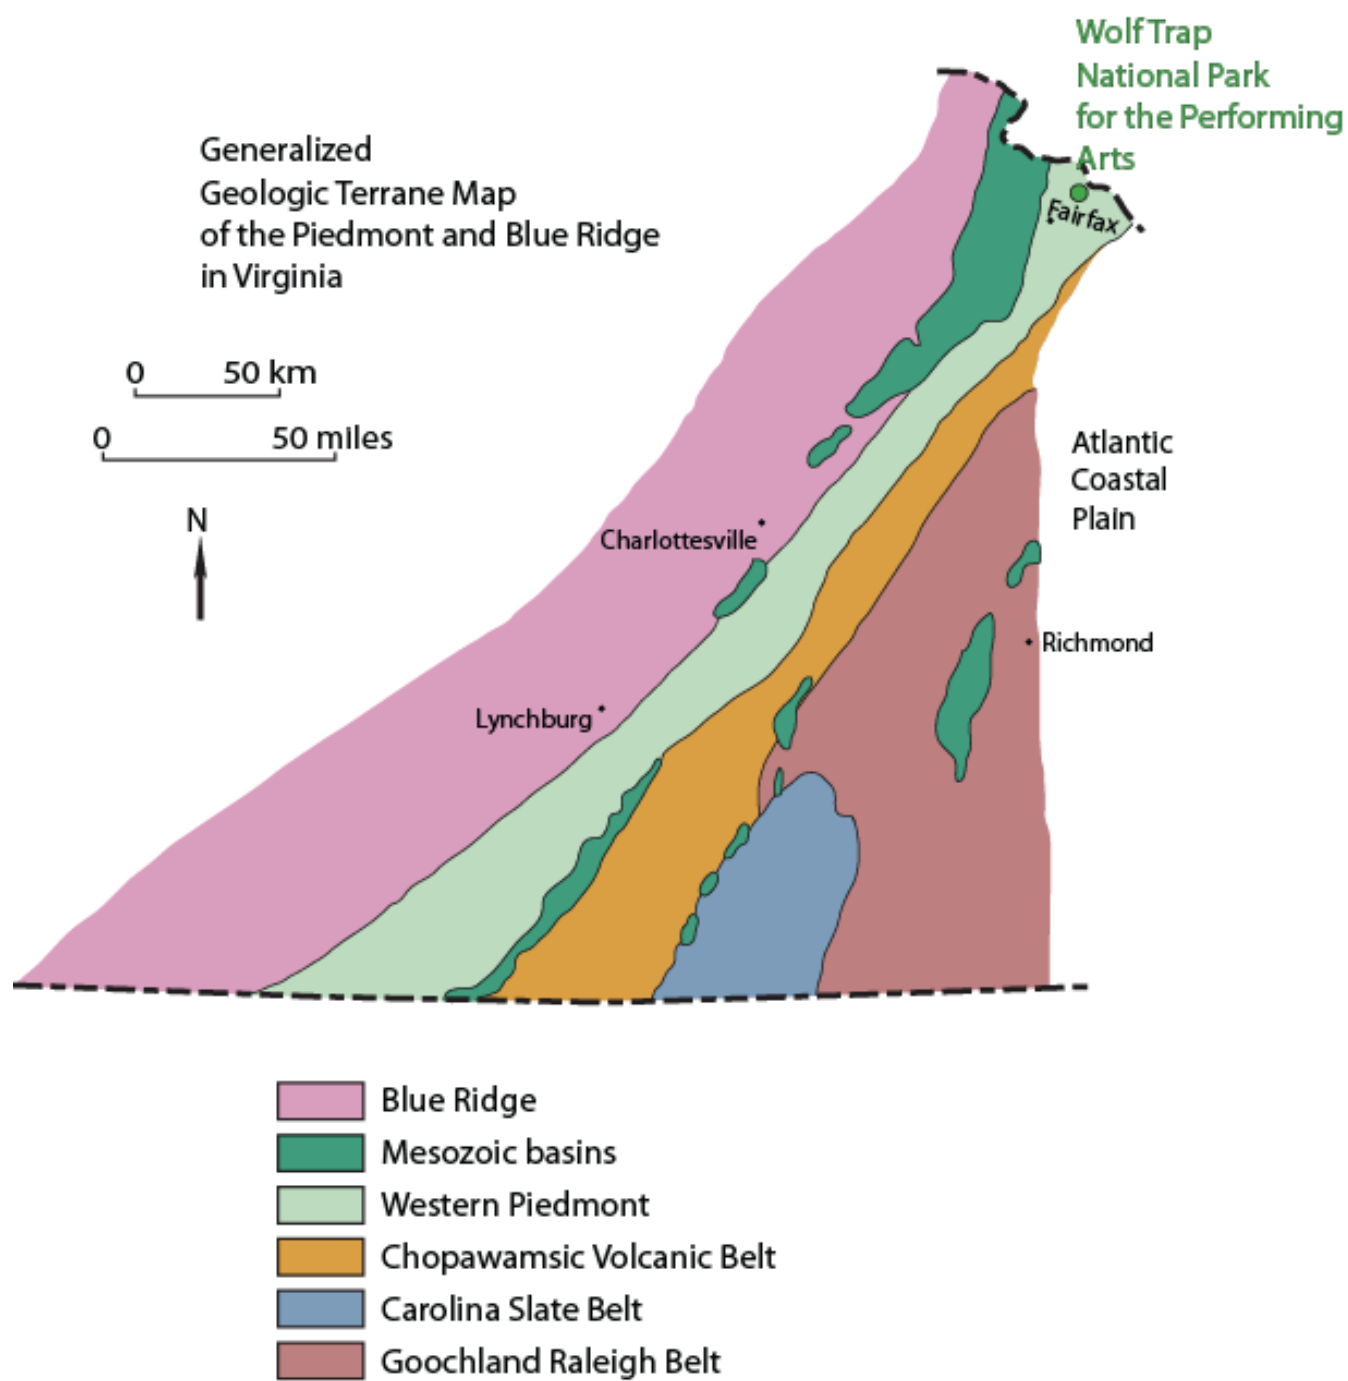 Wolf Trap
National Park
for the Performing
Arts
Generalized
Geologic Terrane Map
of the Piedmont and Blue Ridge
in Virginia
Fairfax
0 50 km
0 50 miles
N
Atlantic
Coastal
Plain
Charlottesville
Richmond
Lynchburg
Blue Ridge
Mesozoic basins
Western Piedmont
Chopawamsic Volcanic Belt
Carolina Slate Belt
Goochland Raleigh Belt